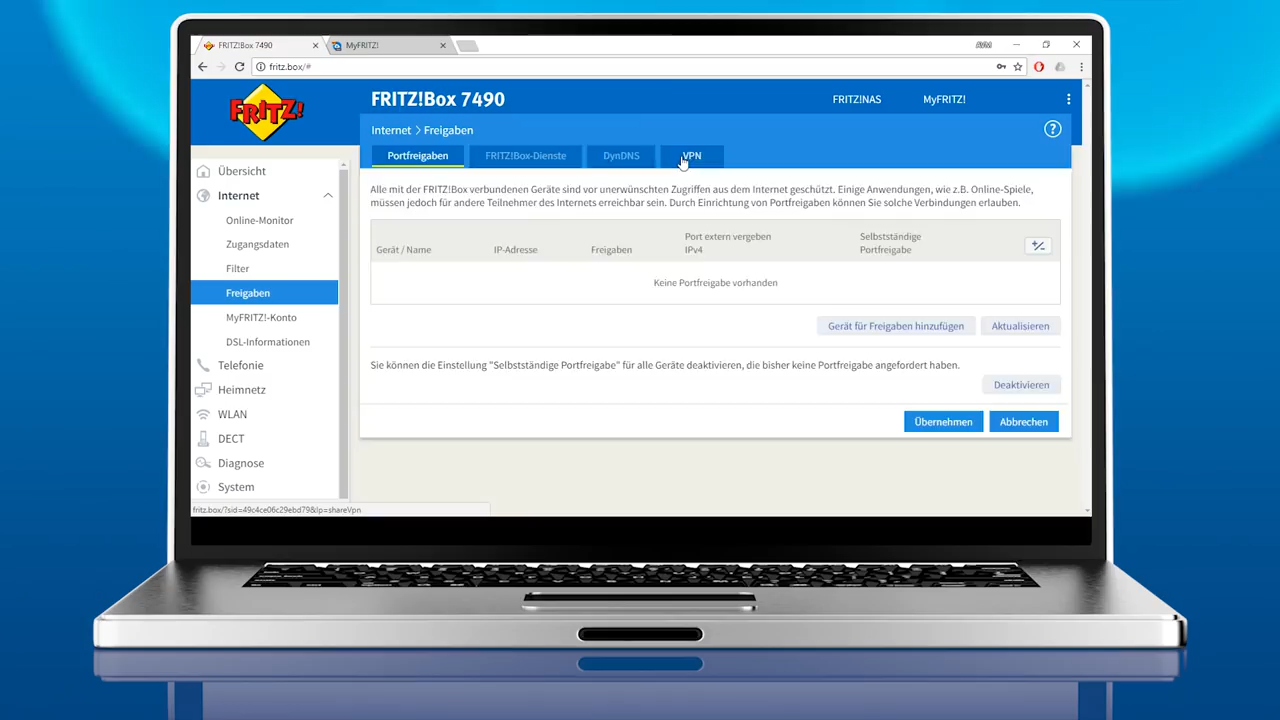 FRITZ!Box 7490
MyFRITZ!
fritz.box/#
FRITZ!
FRITZ!Box 7490
FRITZ!NAS
MyFRITZ!
Internet > Freigaben
Portfreigaben
FRITZ!Box-Dienste
DynDNS
VPN
Übersicht
Internet
Online-Monitor
Zugangsdaten
Filter
Freigaben
MyFRITZ!-Konto
DSL-Informationen
Telefonie
Heimnetz
WLAN
DECT
Diagnose
System
Alle mit der FRITZ!Box verbundenen Geräte sind vor unerwünschten Zugriffen aus dem Internet geschützt. Einige Anwendungen, wie z.B. Online-Spiele,
müssen jedoch für andere Teilnehmer des Internets erreichbar sein. Durch Einrichtung von Portfreigaben können Sie solche Verbindungen erlauben.
Gerät / Name
IP-Adresse
Freigaben
Port extern vergeben
IPv4
Selbstständige
Portfreigabe
Keine Portfreigabe vorhanden
Gerät für Freigaben hinzufügen
Aktualisieren
Sie können die Einstellung "Selbstständige Portfreigabe" für alle Geräte deaktivieren, die bisher keine Portfreigabe angefordert haben.
Deaktivieren
Übernehmen
Abbrechen
fritz.box/?sid=49c4ce06c29ebd79&lp=shareVpn